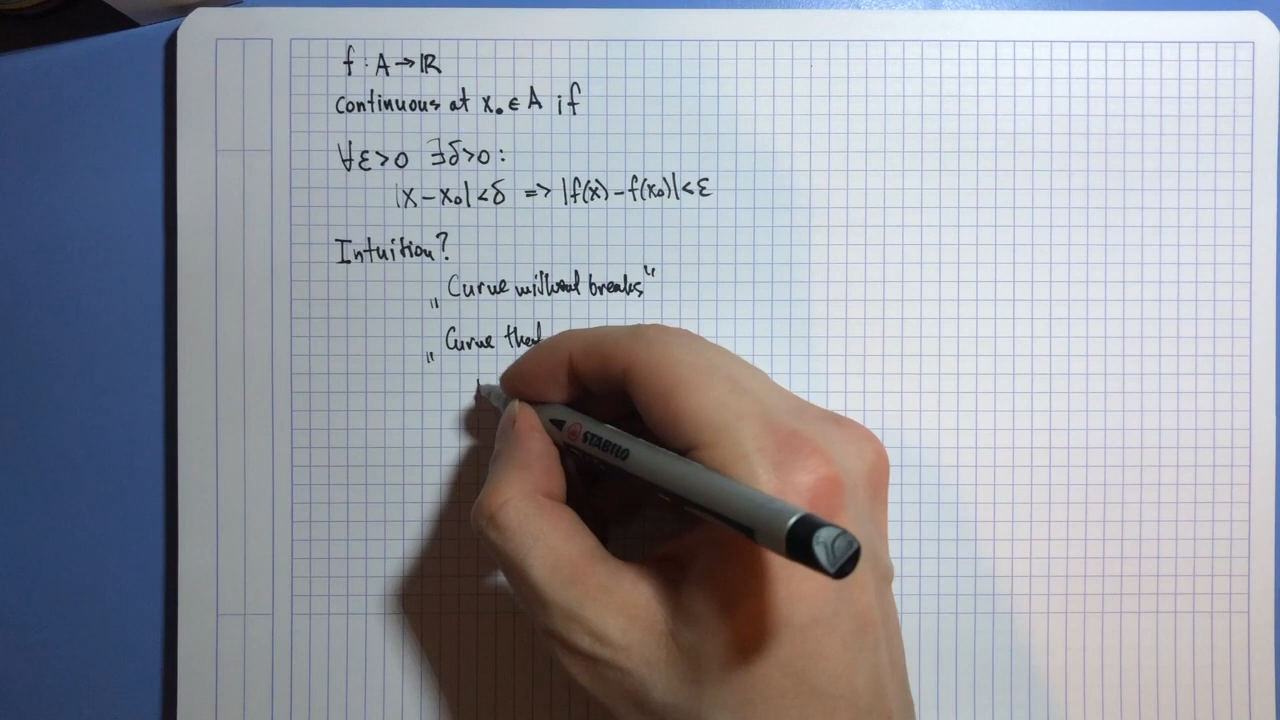 f : A → ℝ
continuous at x₀ ∈ A if
∀ε>0 ∃δ>0:
|x-x₀|<δ => |f(x)-f(x₀)|<ε
Intuition?
„Curve without breaks“
„Curve that
STABILO